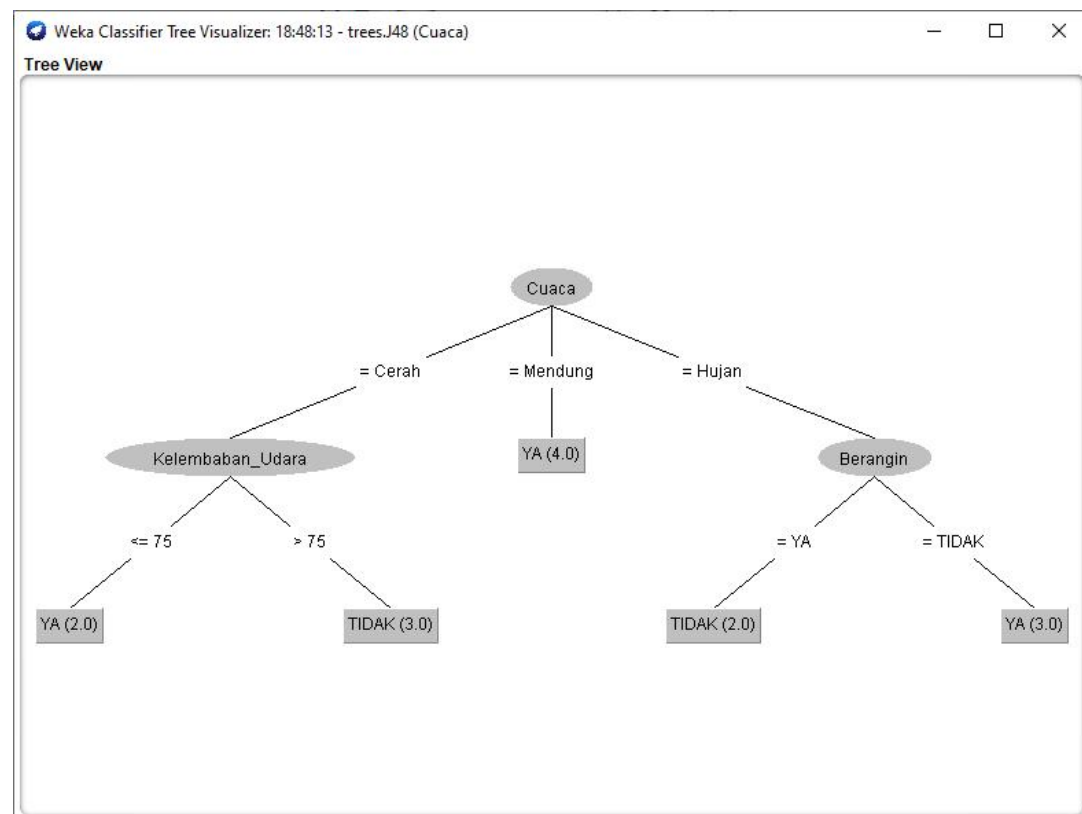 Weka Classifier Tree Visualizer: 18:48:13 - trees.J48 (Cuaca)
Tree View
Cuaca
= Cerah = Mendung = Hujan
Kelembaban_Udara YA (4.0) Berangin
<= 75 > 75 = YA = TIDAK
YA (2.0) TIDAK (3.0) TIDAK (2.0) YA (3.0)